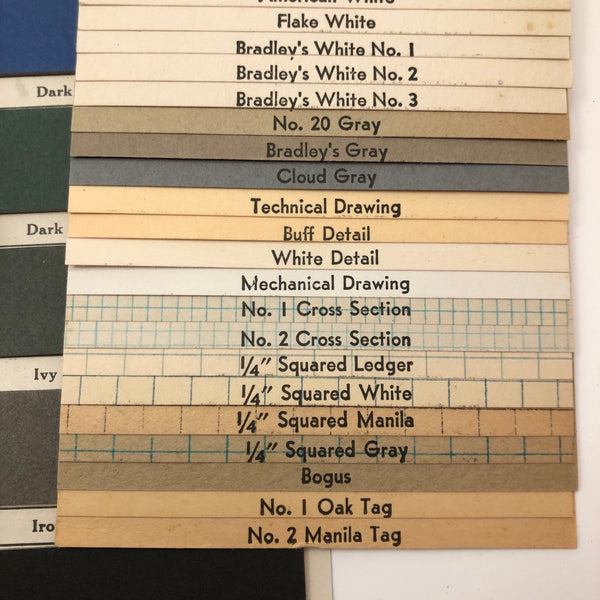 American White
Flake White
Bradley's White No. 1
Bradley's White No. 2
Bradley's White No. 3
No. 20 Gray
Bradley's Gray
Cloud Gray
Technical Drawing
Buff Detail
White Detail
Mechanical Drawing
No. 1 Cross Section
No. 2 Cross Section
1/4" Squared Ledger
1/4" Squared White
1/4" Squared Manila
1/4" Squared Gray
Bogus
No. 1 Oak Tag
No. 2 Manila Tag
Dark
Dark
Ivy
Iro